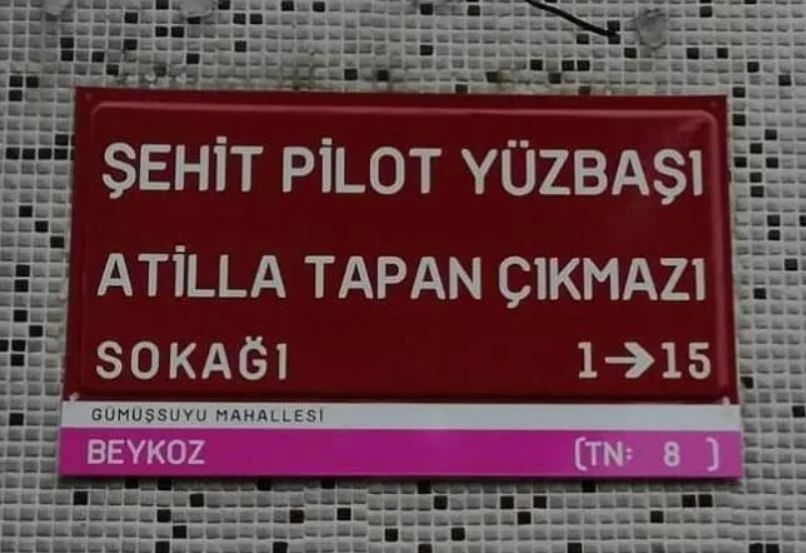 ŞEHİT PİLOT YÜZBAŞI
ATİLLA TAPAN ÇIKMAZI
SOKAĞI 1→15
GÜMÜŞSUYU MAHALLESİ
BEYKOZ (TN: 8 )